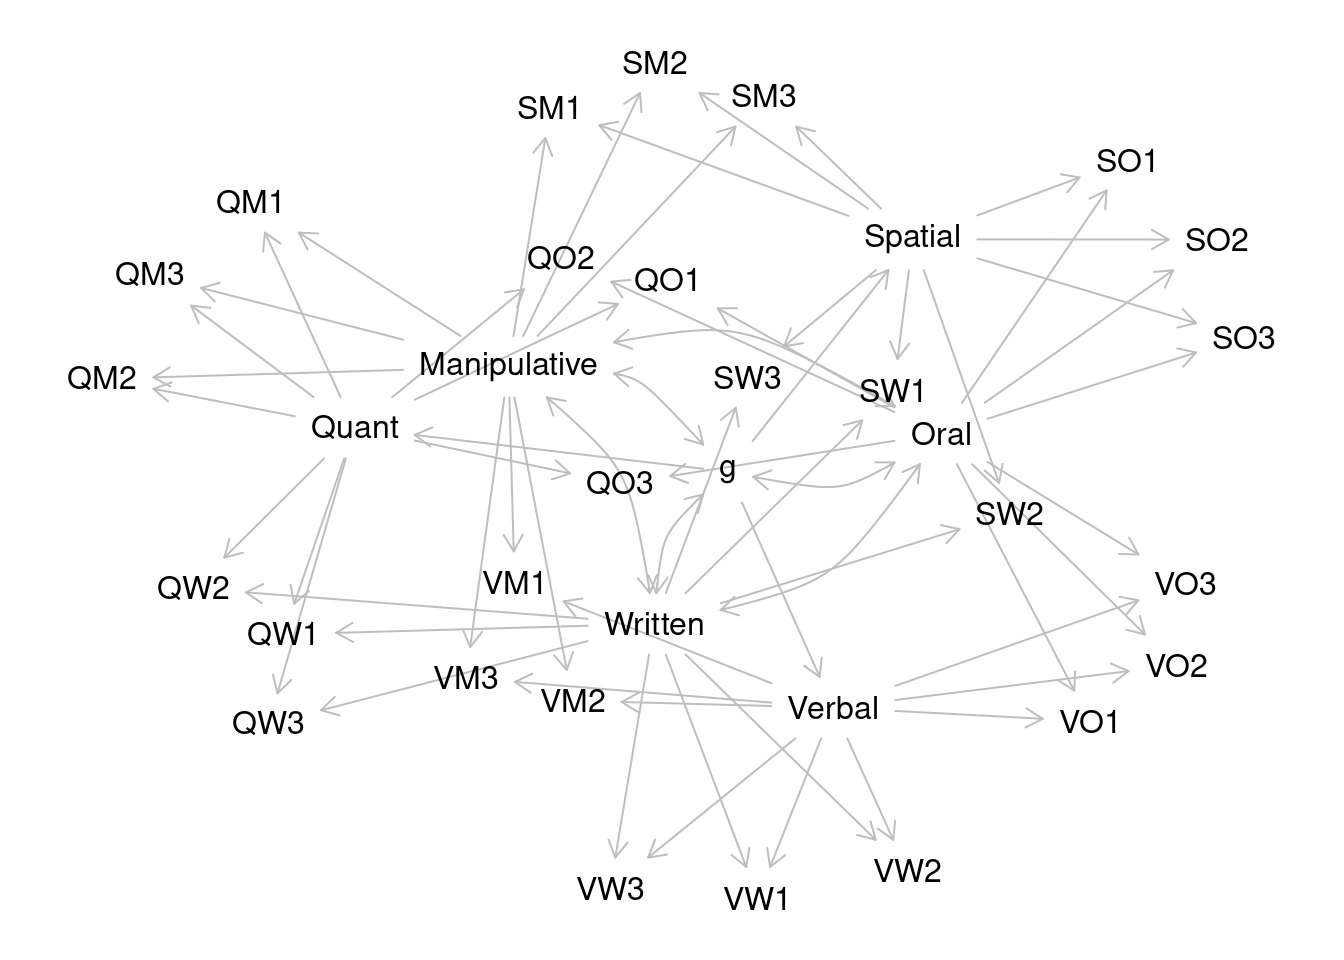 SM2
SM3
SM1
SO1
QM1
Spatial
SO2
QO2
QM3
QO1
SO3
Manipulative
QM2
SW3
SW1
Quant
Oral
g
QO3
SW2
VM1
VO3
QW2
Written
QW1
VO2
VM3
VM2
Verbal
QW3
VO1
VW2
VW3
VW1